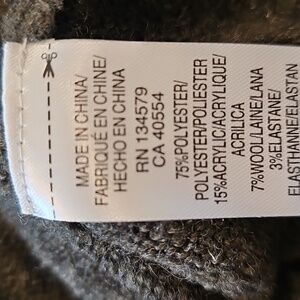 MADE IN CHINA/
FABRIQUÉ EN CHINE/
HECHO EN CHINA
RN 134579
CA 40554
75%POLYESTER/
POLYESTER/POLIESTER
15%ACRYLIC/ACRYLIQUE/
ACRILICA
7%WOOL/LAINE/LANA
3%ELASTANE/
ELASTHANNE/ELASTAN